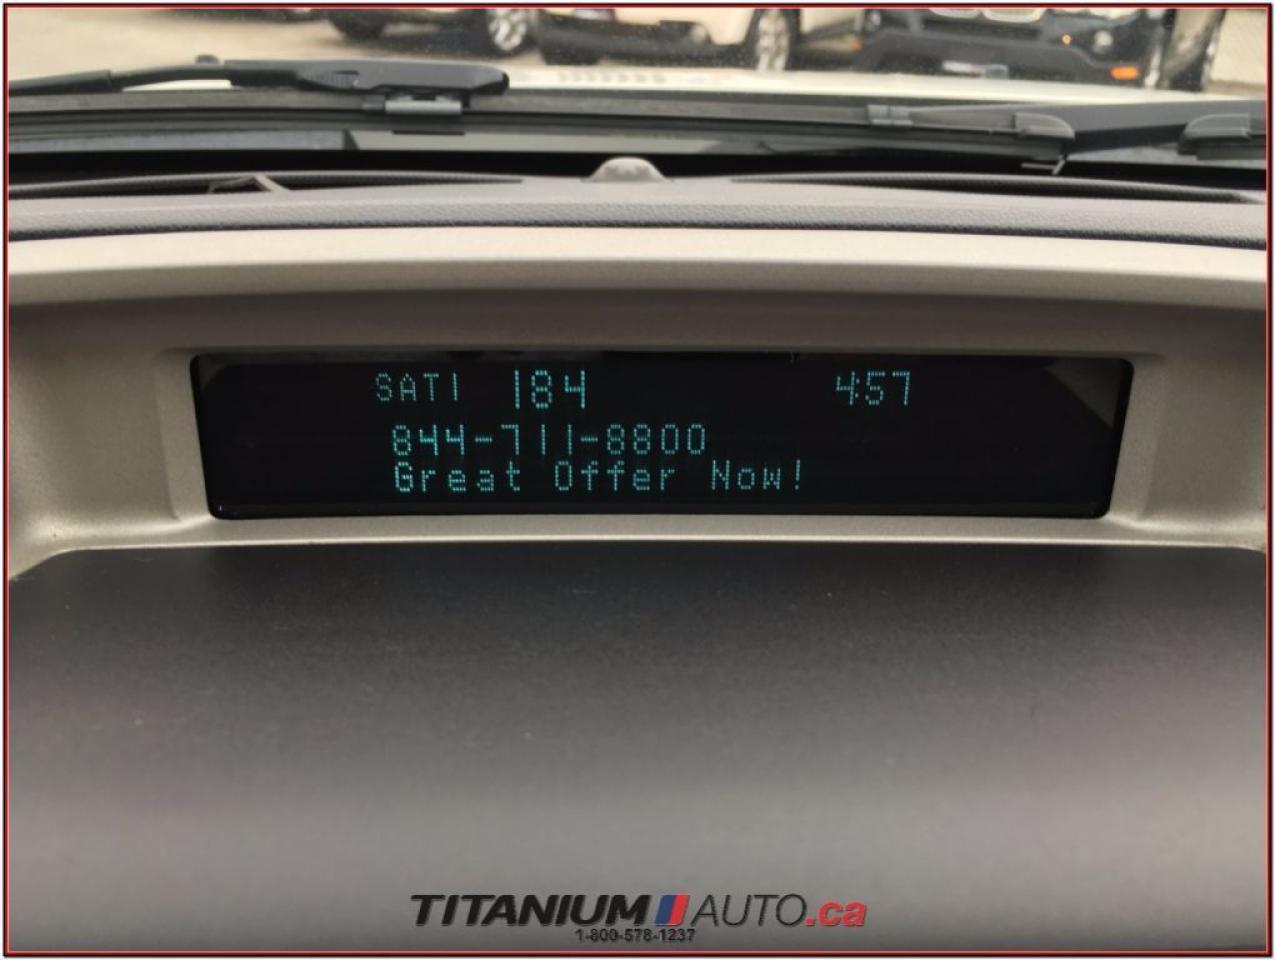 SAT1 184 4:57
844-711-8800
Great Offer Now!
TITANIUM AUTO.ca
1-800-578-1237